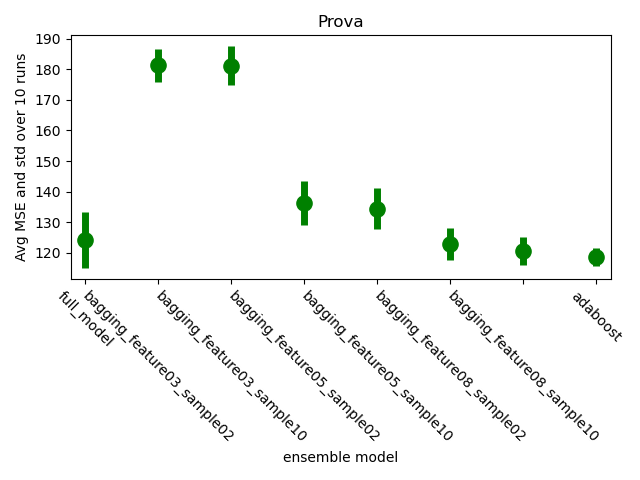 Prova
Avg MSE and std over 10 runs
190
180
170
160
150
140
130
120
full_model
bagging_feature03_sample02
bagging_feature03_sample10
bagging_feature05_sample02
bagging_feature05_sample10
bagging_feature08_sample02
bagging_feature08_sample10
adaboost
ensemble model